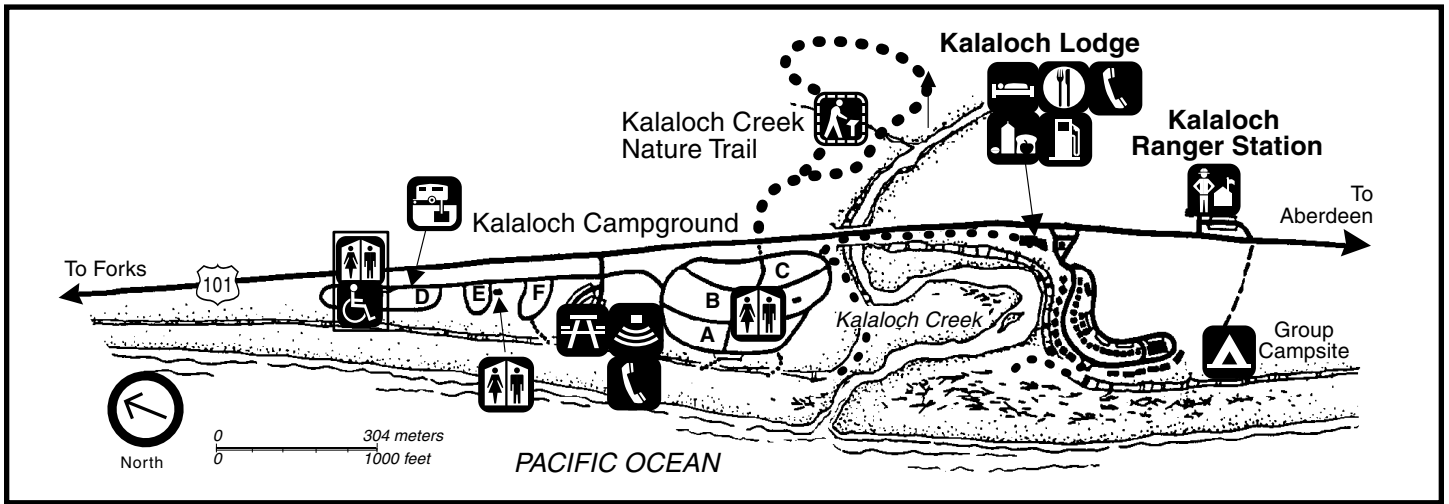 Kalaloch Lodge
Kalaloch
Ranger Station
Kalaloch Creek
Nature Trail
To
Aberdeen
Kalaloch Campground
To Forks
101
D
E
F
C
B
A
Kalaloch Creek
Group
Campsite
North
0
304 meters
0
1000 feet
PACIFIC OCEAN